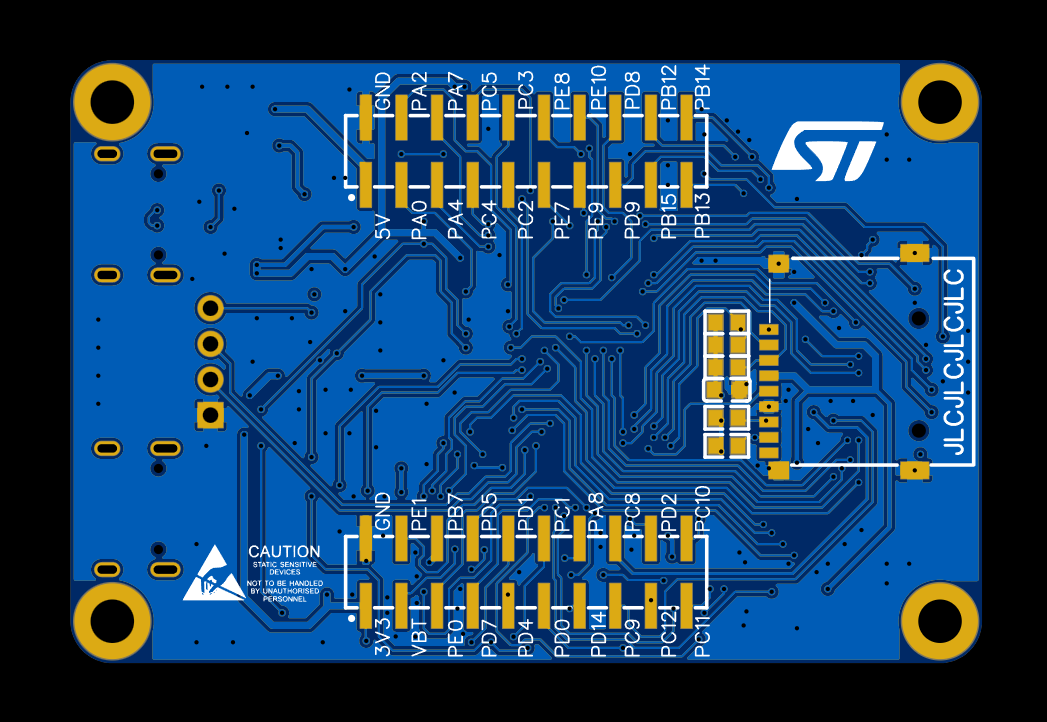 GND PA2 PA7 PC5 PC3 PE8 PE10 PD8 PB12 PB14
ST
5V PA0 PA4 PC4 PC2 PE7 PE9 PD9 PB15 PB13
JLCJLCJLCJLC
GND PE1 PB7 PD5 PD1 PC1 PA8 PC8 PD2 PC10
CAUTION
STATIC SENSITIVE
DEVICES
NOT TO BE HANDLED
BY UNAUTHORISED
PERSONNEL
3V3 VBT PE0 PD7 PD4 PD0 PD14 PC9 PC12 PC11